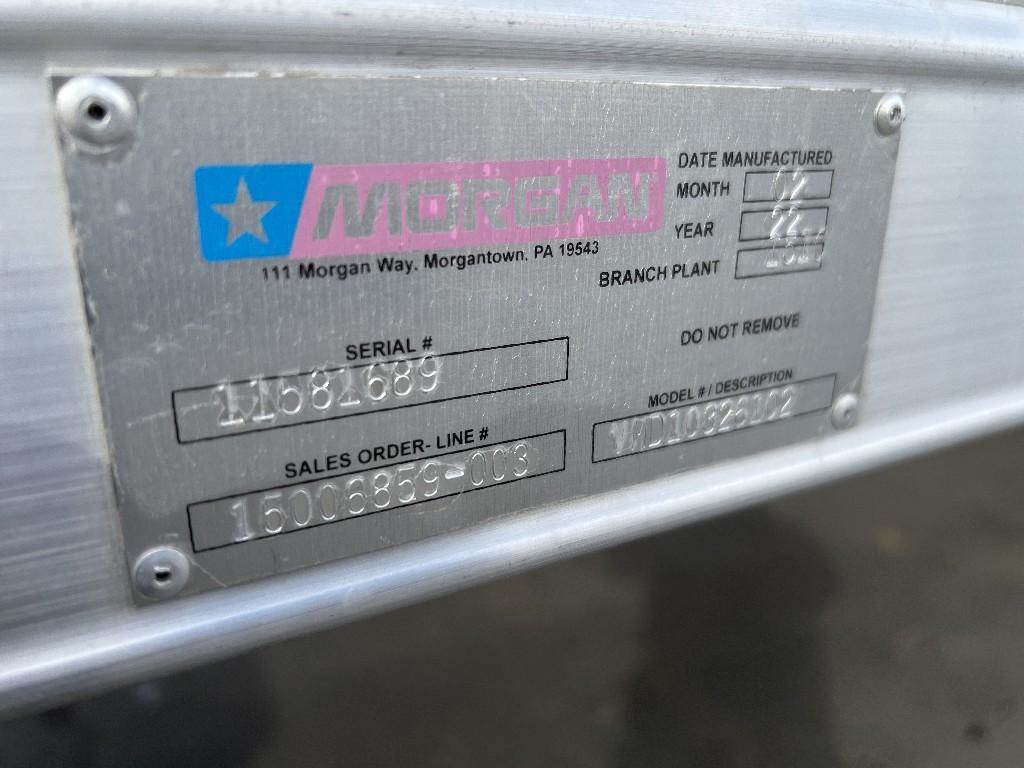 MORGAN
111 Morgan Way. Morgantown. PA 19543
DATE MANUFACTURED
MONTH 02
YEAR 22
BRANCH PLANT
DO NOT REMOVE
SERIAL #
11581689
MODEL # / DESCRIPTION
SALES ORDER- LINE #
15006859-003